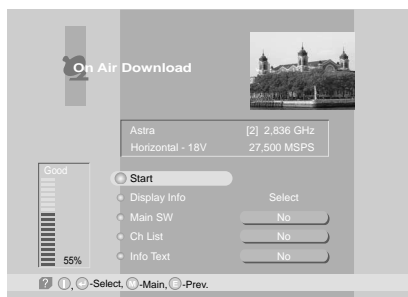 On Air Download
Astra [2] 2,836 GHz
Horizontal - 18V 27,500 MSPS
Good
Start
Display Info Select
Main SW No
Ch List No
Info Text No
55%
?, -Select, M -Main, E -Prev.